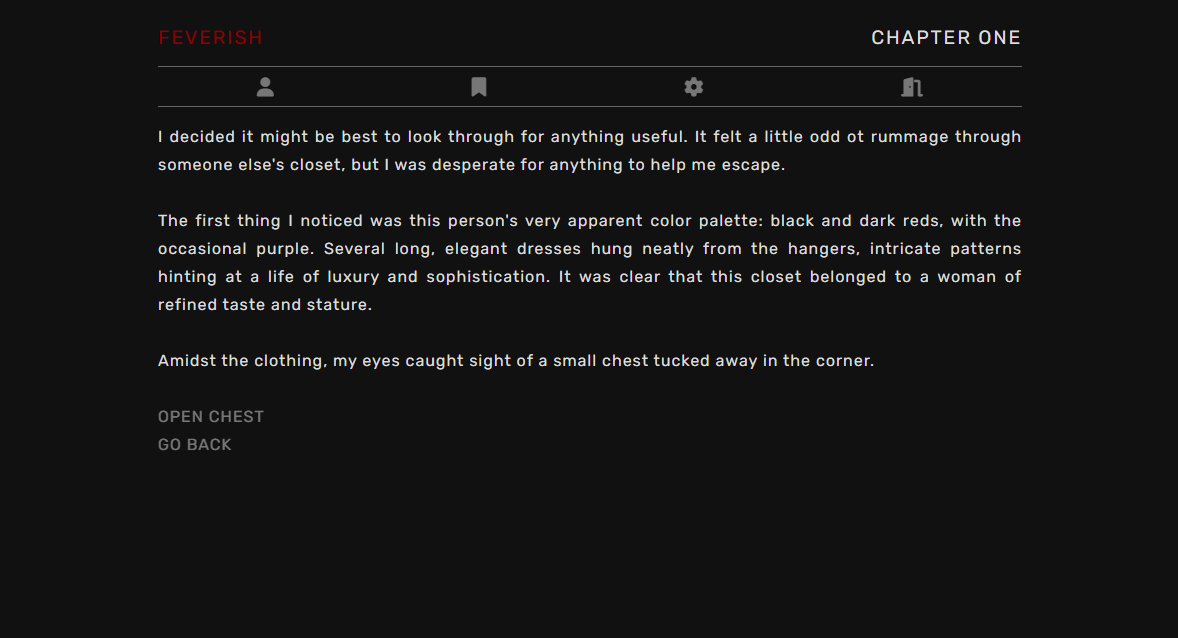 FEVERISH
CHAPTER ONE
I decided it might be best to look through for anything useful. It felt a little odd ot rummage through
someone else's closet, but I was desperate for anything to help me escape.
The first thing I noticed was this person's very apparent color palette: black and dark reds, with the
occasional purple. Several long, elegant dresses hung neatly from the hangers, intricate patterns
hinting at a life of luxury and sophistication. It was clear that this closet belonged to a woman of
refined taste and stature.
Amidst the clothing, my eyes caught sight of a small chest tucked away in the corner.
OPEN CHEST
GO BACK